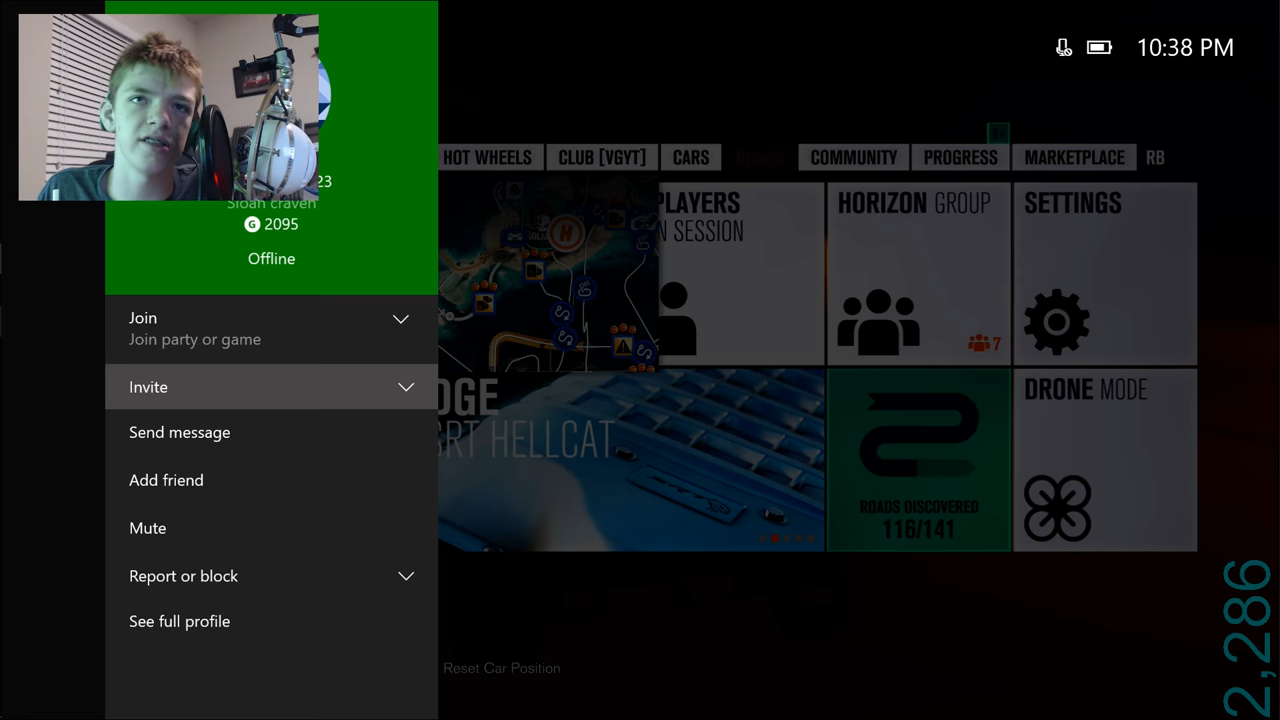 10:38 PM
23
Sloan craven
G 2095
Offline
Join
Join party or game
Invite
Send message
Add friend
Mute
Report or block
See full profile
HOT WHEELS
CLUB [VGYT]
CARS
COMMUNITY
PROGRESS
MARKETPLACE
RB
PLAYERS
N SESSION
HORIZON GROUP
7
SETTINGS
H
DGE
SRT HELLCAT
ROADS DISCOVERED
116/141
DRONE MODE
Reset Car Position
2,286